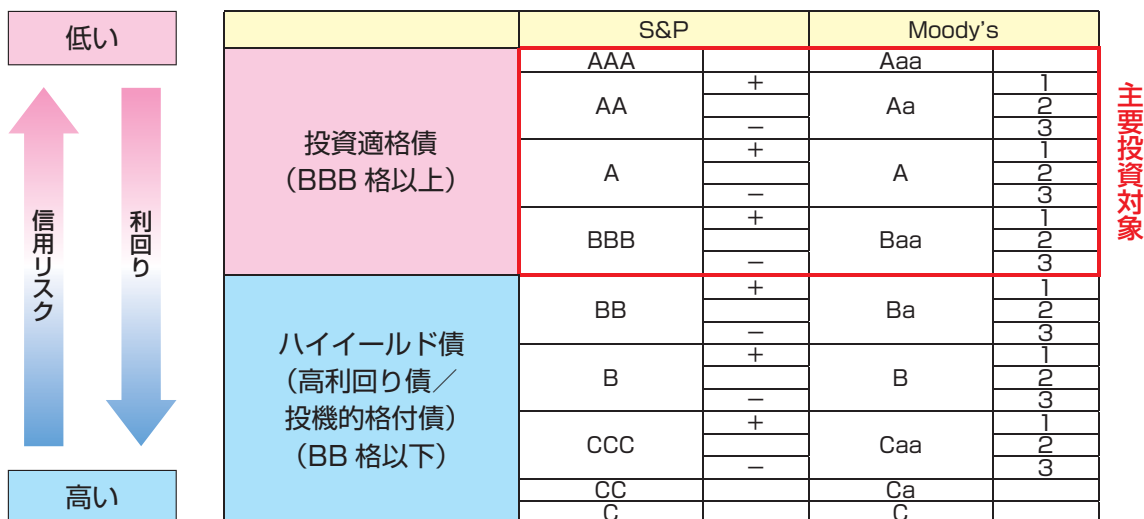 低い
信用リスク
利回り
高い
S&P Moody's
投資適格債
（BBB 格以上）
AAA Aaa
AA + Aa 1
2
− 3
A + A 1
2
− 3
BBB + Baa 1
2
− 3
主要投資対象
ハイイールド債
（高利回り債／
投機的格付債）
（BB 格以下）
BB + Ba 1
2
− 3
B + B 1
2
− 3
CCC + Caa 1
2
− 3
CC Ca
C C